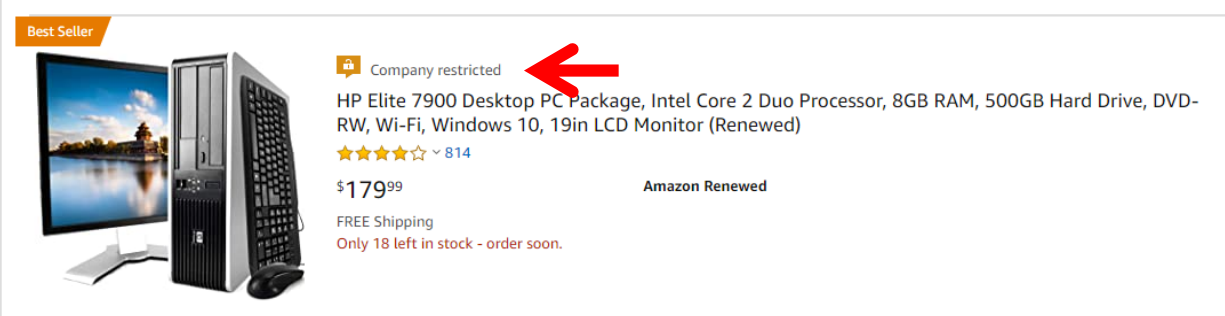 Best Seller
Company restricted
HP Elite 7900 Desktop PC Package, Intel Core 2 Duo Processor, 8GB RAM, 500GB Hard Drive, DVD-
RW, Wi-Fi, Windows 10, 19in LCD Monitor (Renewed)
814
$17999 Amazon Renewed
FREE Shipping
Only 18 left in stock - order soon.